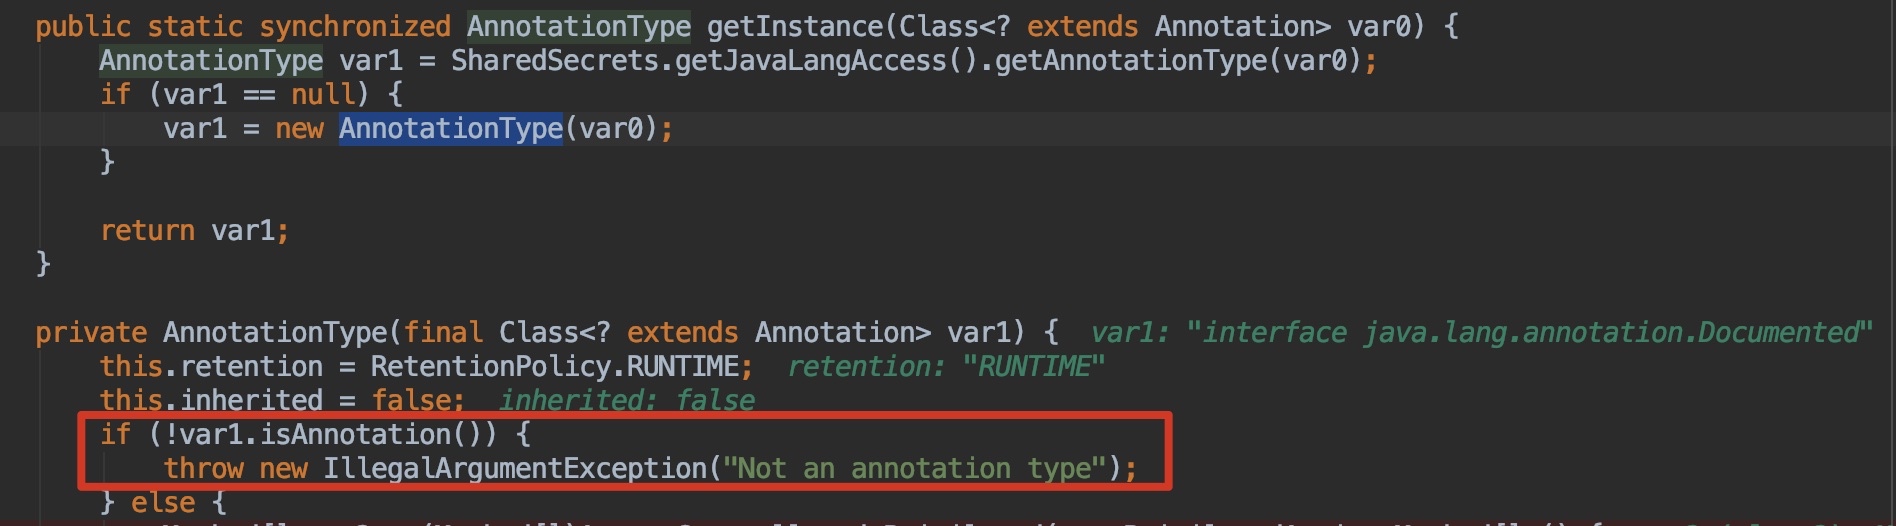 public static synchronized AnnotationType getInstance(Class<? extends Annotation> var0) {
AnnotationType var1 = SharedSecrets.getJavaLangAccess().getAnnotationType(var0);
if (var1 == null) {
var1 = new AnnotationType(var0);
}
return var1;
}
private AnnotationType(final Class<? extends Annotation> var1) { var1: "interface java.lang.annotation.Documented"
this.retention = RetentionPolicy.RUNTIME; retention: "RUNTIME"
this.inherited = false; inherited: false
if (!var1.isAnnotation()) {
throw new IllegalArgumentException("Not an annotation type");
} else {